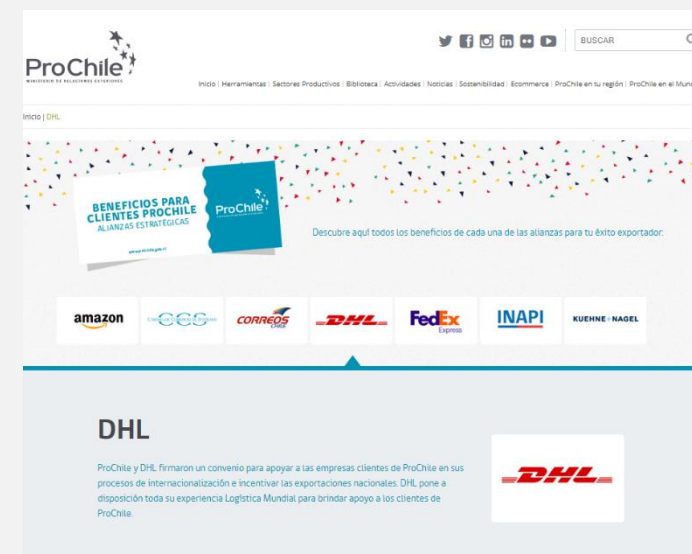 ProChile
MINISTERIO DE RELACIONES EXTERIORES
BUSCAR
Inicio | Herramientas | Sectores Productivos | Biblioteca | Actividades | Noticias | Sostenibilidad | Ecommerce | ProChile en tu región | ProChile en el Mun
Inicio | DHL
BENEFICIOS PARA
CLIENTES PROCHILE
ALIANZAS ESTRATÉGICAS
ProChile
Descubre aquí todos los beneficios de cada una de las alianzas para tu éxito exportador.
amazon
CCS
CORREOS
CHILE
DHL
FedEx
Express
INAPI
KUEHNE+NAGEL
DHL
ProChile y DHL firmaron un convenio para apoyar a las empresas clientes de ProChile en sus
procesos de internacionalización e incentivar las exportaciones nacionales. DHL pone a
disposición toda su experiencia Logística Mundial para brindar apoyo a los clientes de
ProChile.
DHL